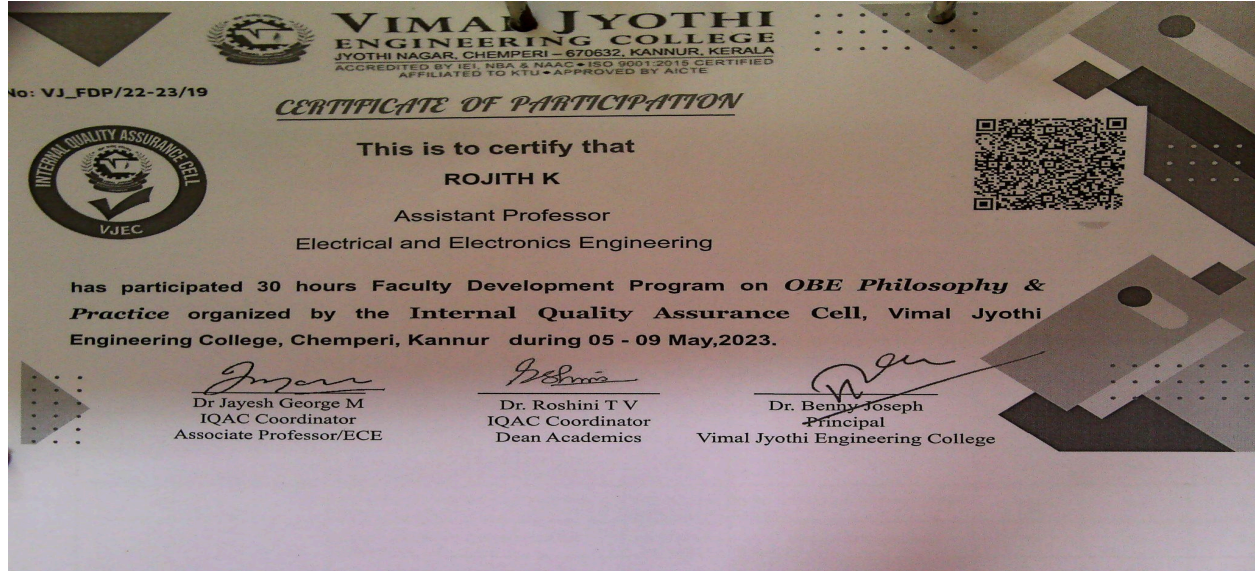 VIMAL JYOTHI
ENGINEERING COLLEGE
JYOTHI NAGAR, CHEMPERI – 670632, KANNUR, KERALA
ACCREDITED BY IEI, NBA & NAAC ◆ ISO 9001:2015 CERTIFIED
AFFILIATED TO KTU ◆ APPROVED BY AICTE
No: VJ_FDP/22-23/19
CERTIFICATE OF PARTICIPATION
INTERNAL QUALITY ASSURANCE CELL
VJEC
This is to certify that
ROJITH K
Assistant Professor
Electrical and Electronics Engineering
has participated 30 hours Faculty Development Program on OBE Philosophy &
Practice organized by the Internal Quality Assurance Cell, Vimal Jyothi
Engineering College, Chemperi, Kannur during 05 - 09 May,2023.
Dr Jayesh George M
IQAC Coordinator
Associate Professor/ECE
Dr. Roshini T V
IQAC Coordinator
Dean Academics
Dr. Benny Joseph
Principal
Vimal Jyothi Engineering College